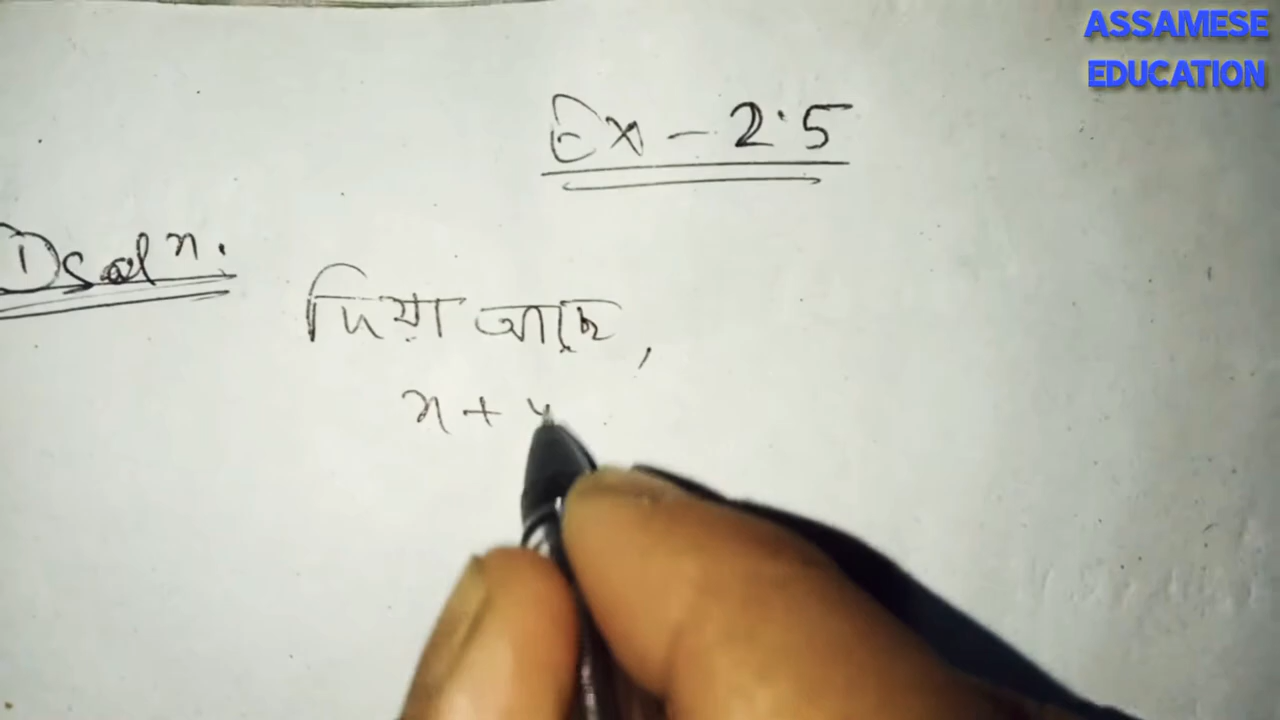 ASSAMESE
EDUCATION
Ex - 2.5
① Soln.
দিয়া আছে,
x + y